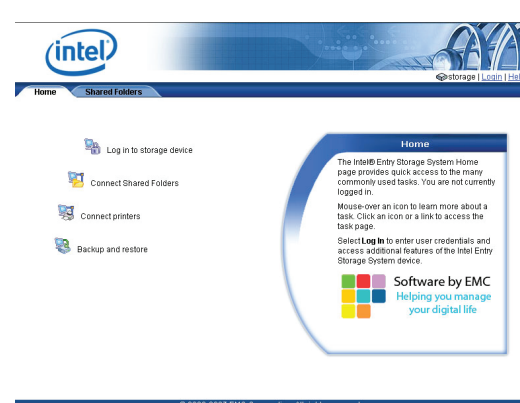 intel
storage | Login | Hel
Home Shared Folders
Log in to storage device
Connect Shared Folders
Connect printers
Backup and restore
Home
The Intel® Entry Storage System Home
page provides quick access to the many
commonly used tasks. You are not currently
logged in.
Mouse-over an icon to learn more about a
task. Click an icon or a link to access the
task page.
Select Log In to enter user credentials and
access additional features of the Intel Entry
Storage System device.
Software by EMC
Helping you manage
your digital life